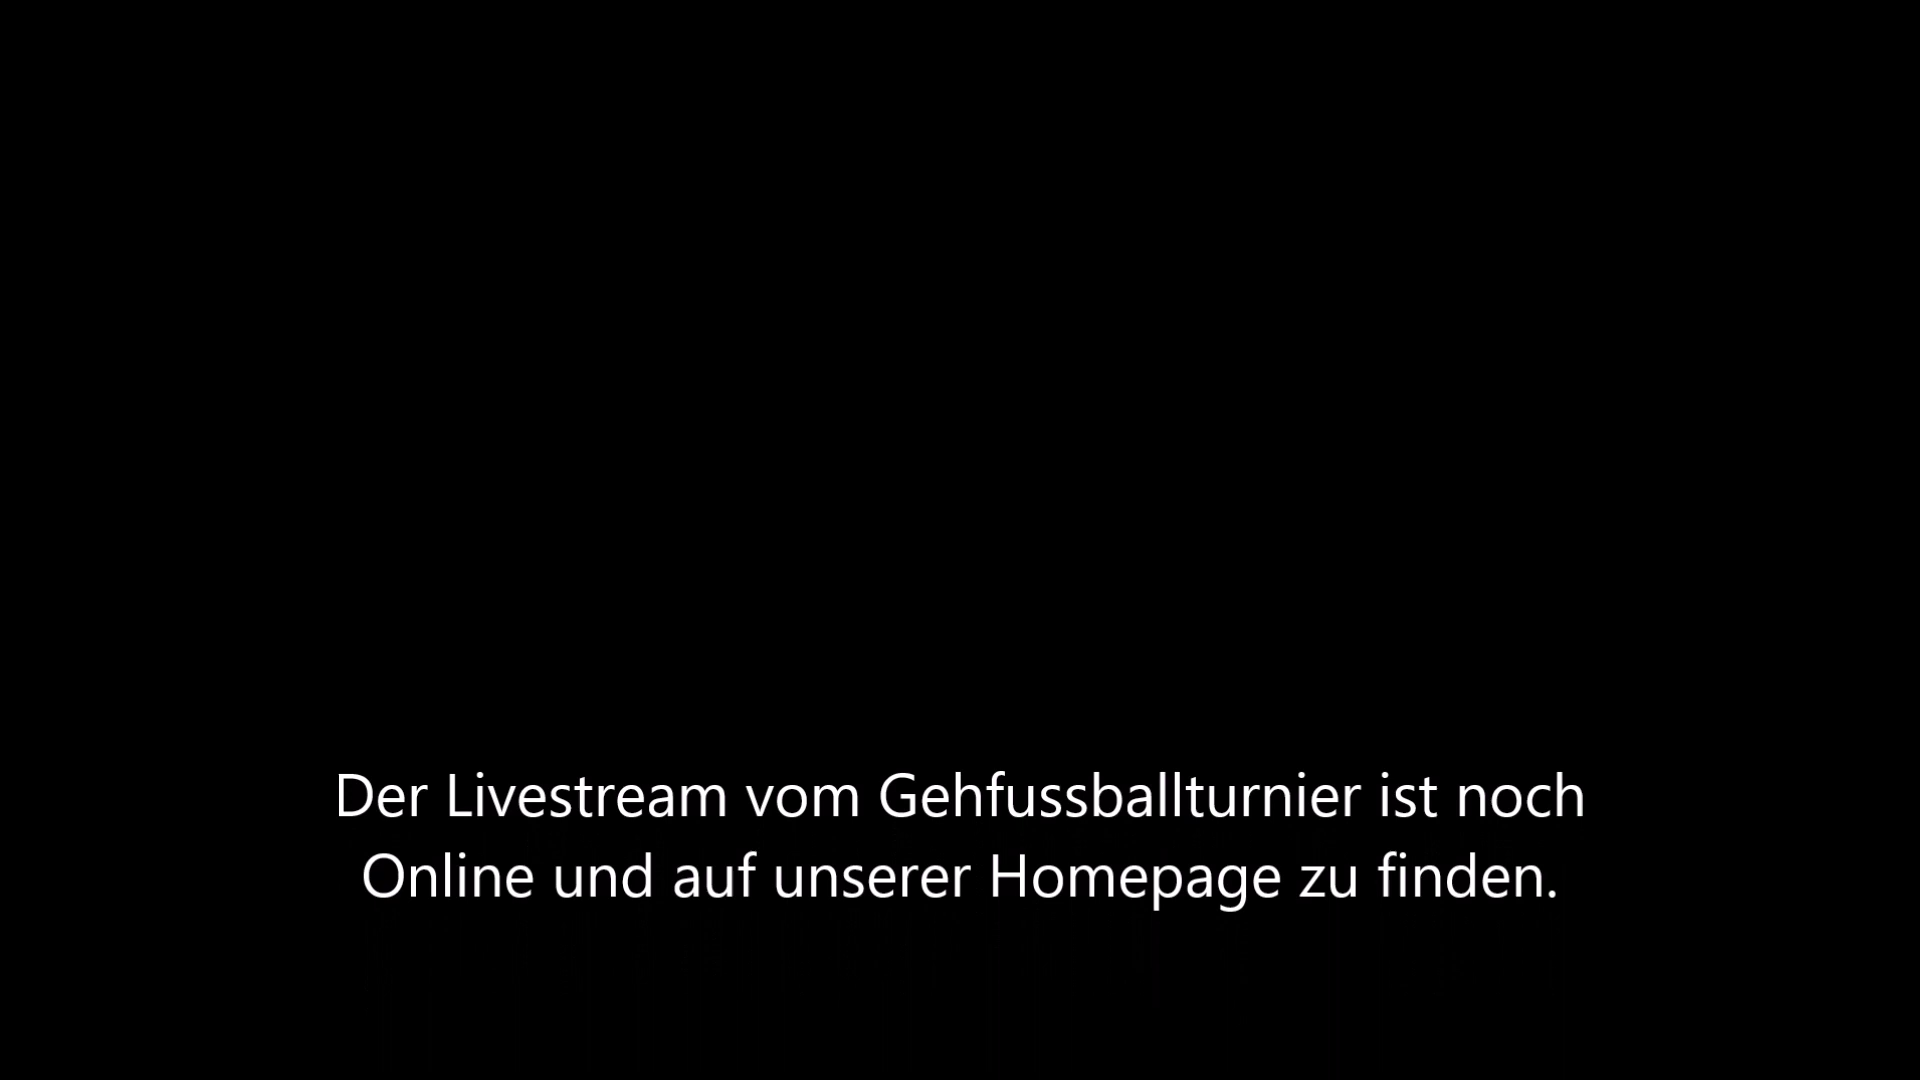 Der Livestream vom Gehfussballturnier ist noch
Online und auf unserer Homepage zu finden.